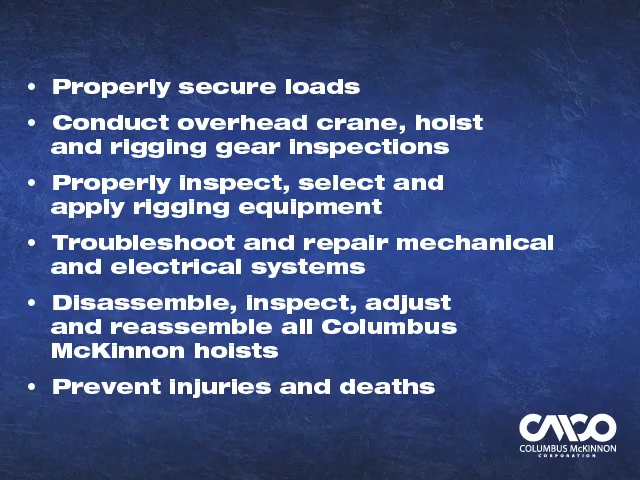 • Properly secure loads
• Conduct overhead crane, hoist
and rigging gear inspections
• Properly inspect, select and
apply rigging equipment
• Troubleshoot and repair mechanical
and electrical systems
• Disassemble, inspect, adjust
and reassemble all Columbus
McKinnon hoists
• Prevent injuries and deaths
CMCO
COLUMBUS McKINNON
CORPORATION